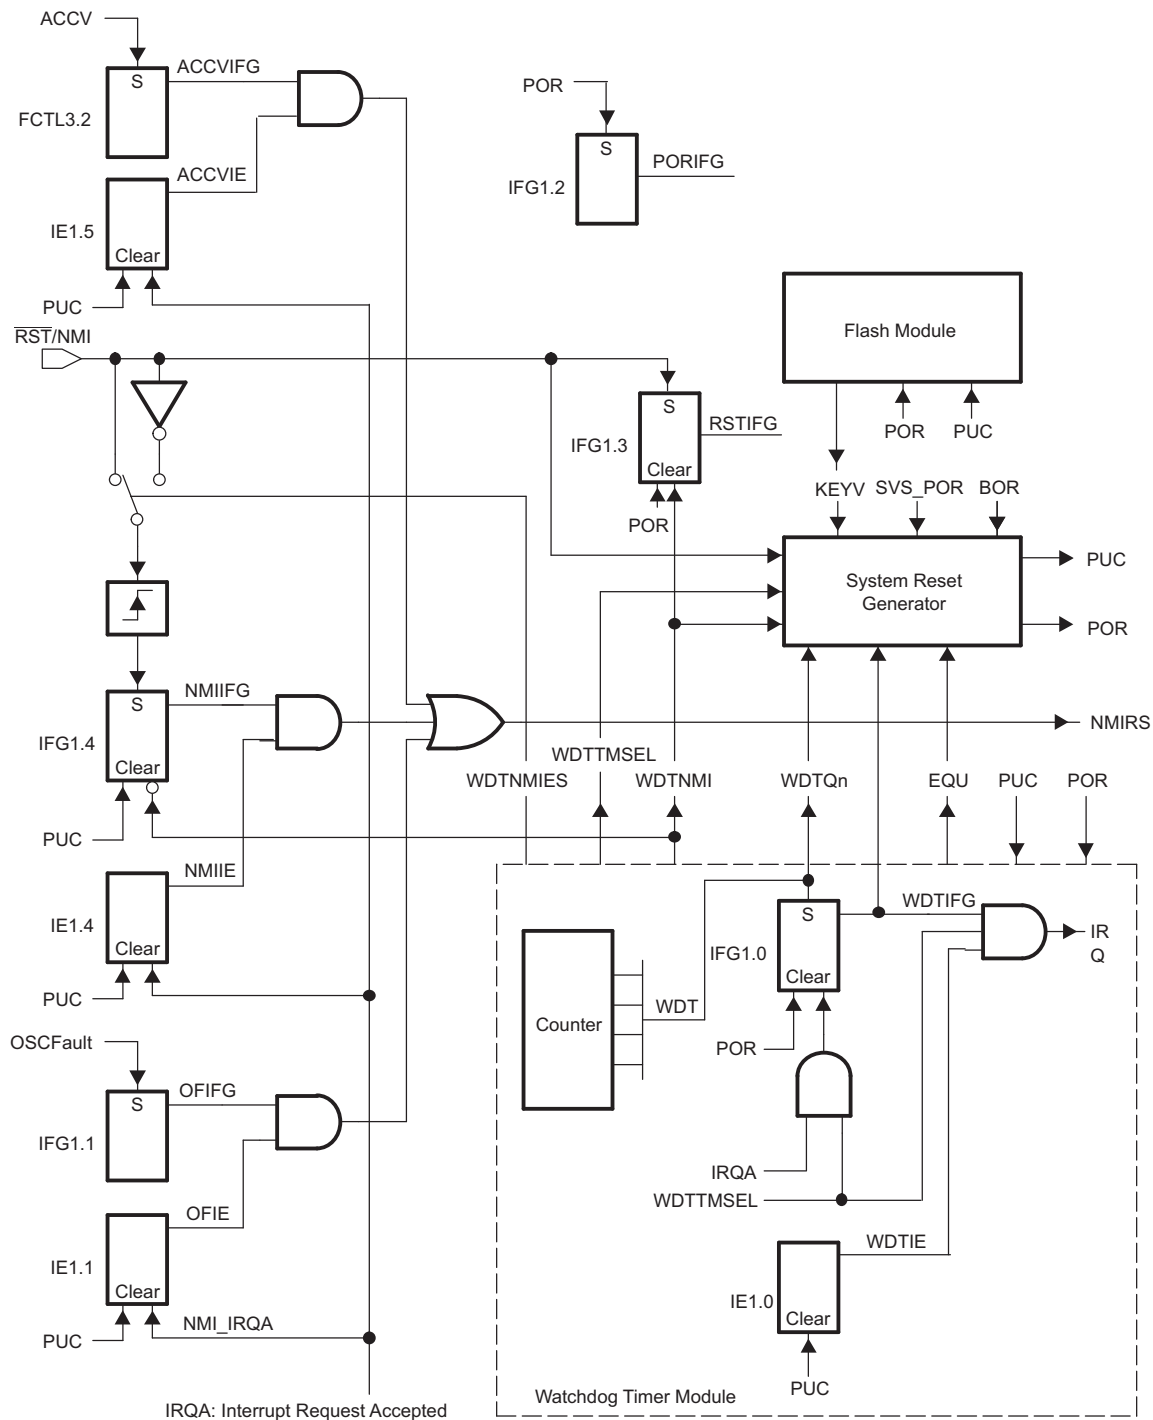 ACCV
S
ACCVIFG
FCTL3.2
ACCVIE
IE1.5
Clear
PUC
POR
S
PORIFG
IFG1.2
RST/NMI
Flash Module
POR
PUC
S
RSTIFG
IFG1.3
Clear
POR
KEYV
SVS_POR
BOR
System Reset
Generator
PUC
POR
S
NMIIFG
IFG1.4
Clear
PUC
NMIRS
WDTTMSEL
WDTNMIES
WDTNMI
WDTQn
EQU
PUC
POR
NMIIE
IE1.4
Clear
PUC
S
WDTIFG
IFG1.0
Clear
IR
Q
Counter
WDT
POR
OSCFault
S
OFIFG
IFG1.1
IRQA
WDTTMSEL
OFIE
IE1.1
Clear
PUC
NMI_IRQA
WDTIE
IE1.0
Clear
PUC
Watchdog Timer Module
IRQA: Interrupt Request Accepted